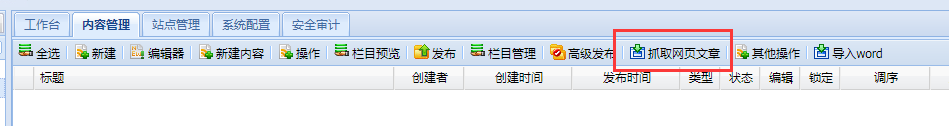 工作台 内容管理 站点管理 系统配置 安全审计
全选 新建 编辑器 新建内容 操作 栏目预览 发布 栏目管理 高级发布 抓取网页文章 其他操作 导入word
标题 创建者 创建时间 发布时间 类型 状态 编辑 锁定 调序